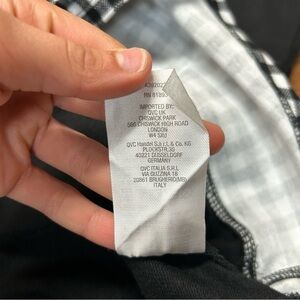 IMPORTED BY:
QVC UK
CHISWICK PARK
566 CHISWICK HIGH ROAD
LONDON
W4 5XU
QVC Handel S.à r.l. & Co. KG
PLOCKSTR.30
40221 DÜSSELDORF
GERMANY
QVC ITALIA S.R.L.
VIA GUZZINA 18
20861 BRUGHERIO(MB)
ITALY